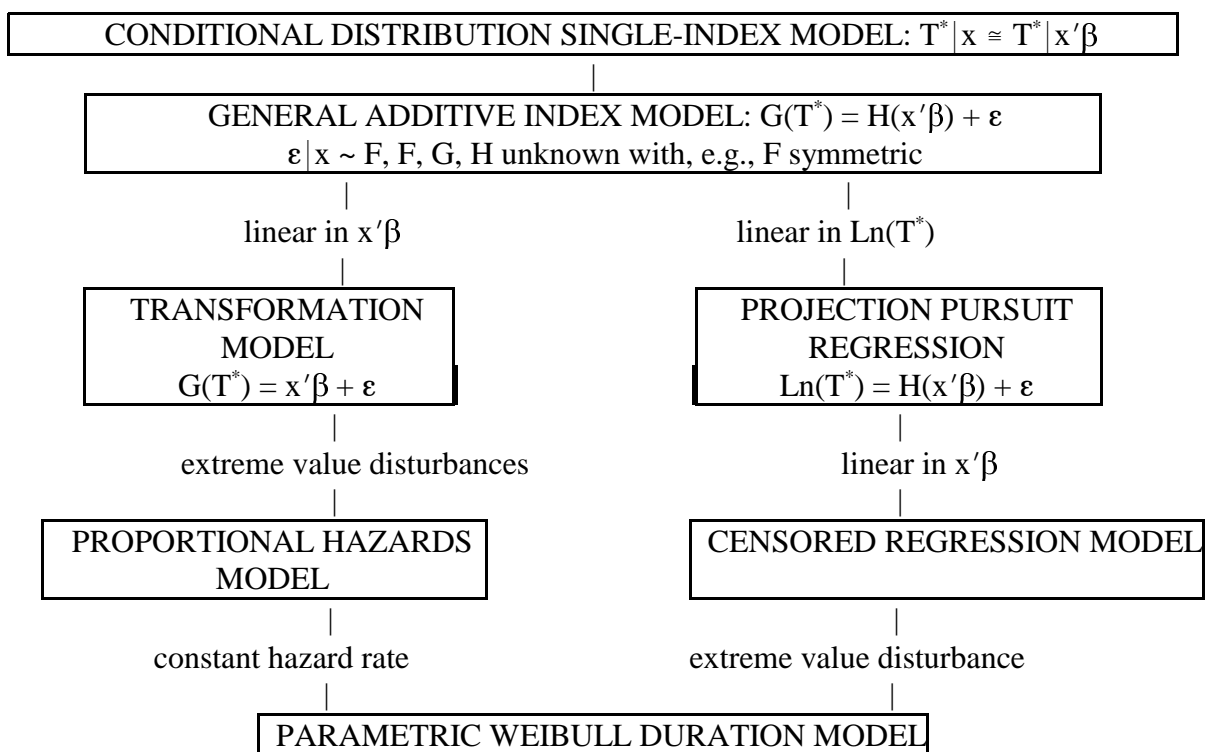 CONDITIONAL DISTRIBUTION SINGLE-INDEX MODEL: T*|x ≅ T*|x′β
GENERAL ADDITIVE INDEX MODEL: G(T*) = H(x′β) + ε
ε|x ~ F, F, G, H unknown with, e.g., F symmetric
linear in x′β
linear in Ln(T*)
TRANSFORMATION
MODEL
G(T*) = x′β + ε
PROJECTION PURSUIT
REGRESSION
Ln(T*) = H(x′β) + ε
extreme value disturbances
linear in x′β
PROPORTIONAL HAZARDS
MODEL
CENSORED REGRESSION MODEL
constant hazard rate
extreme value disturbance
PARAMETRIC WEIBULL DURATION MODEL